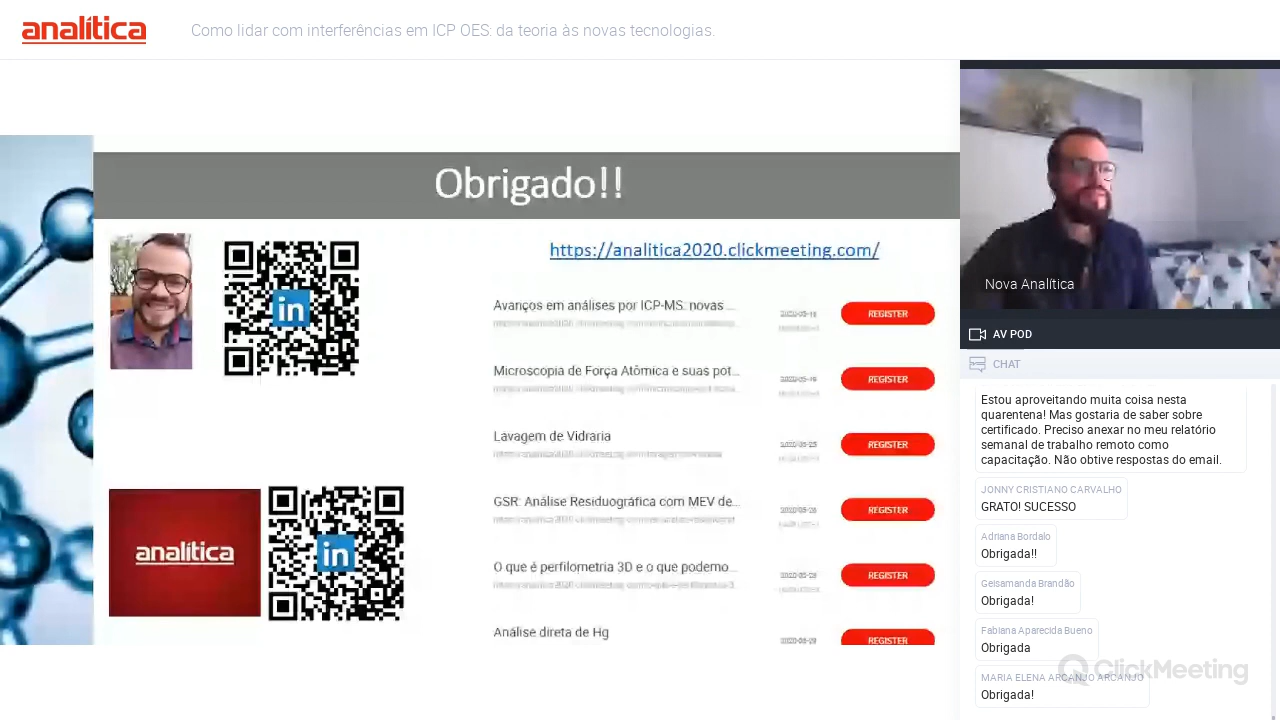 analítica
Como lidar com interferências em ICP OES: da teoria às novas tecnologias.
Obrigado!!
https://analitica2020.clickmeeting.com/
Avanços em análises por ICP-MS: novas ...
REGISTER
Microscopia de Força Atômica e suas pot...
REGISTER
Lavagem de Vidraria
REGISTER
GSR: Análise Residuográfica com MEV de...
REGISTER
O que é perfilometria 3D e o que podemo...
REGISTER
Análise direta de Hg
REGISTER
in
analítica
in
Nova Analítica
AV POD
CHAT
Estou aproveitando muita coisa nesta
quarentena! Mas gostaria de saber sobre
certificado. Preciso anexar no meu relatório
semanal de trabalho remoto como
capacitação. Não obtive respostas do email.
JONNY CRISTIANO CARVALHO
GRATO! SUCESSO
Adriana Bordalo
Obrigada!!
Geisamanda Brandão
Obrigada!
Fabiana Aparecida Bueno
Obrigada
MARIA ELENA ARCANJO ARCANJO
Obrigada!
ClickMeeting